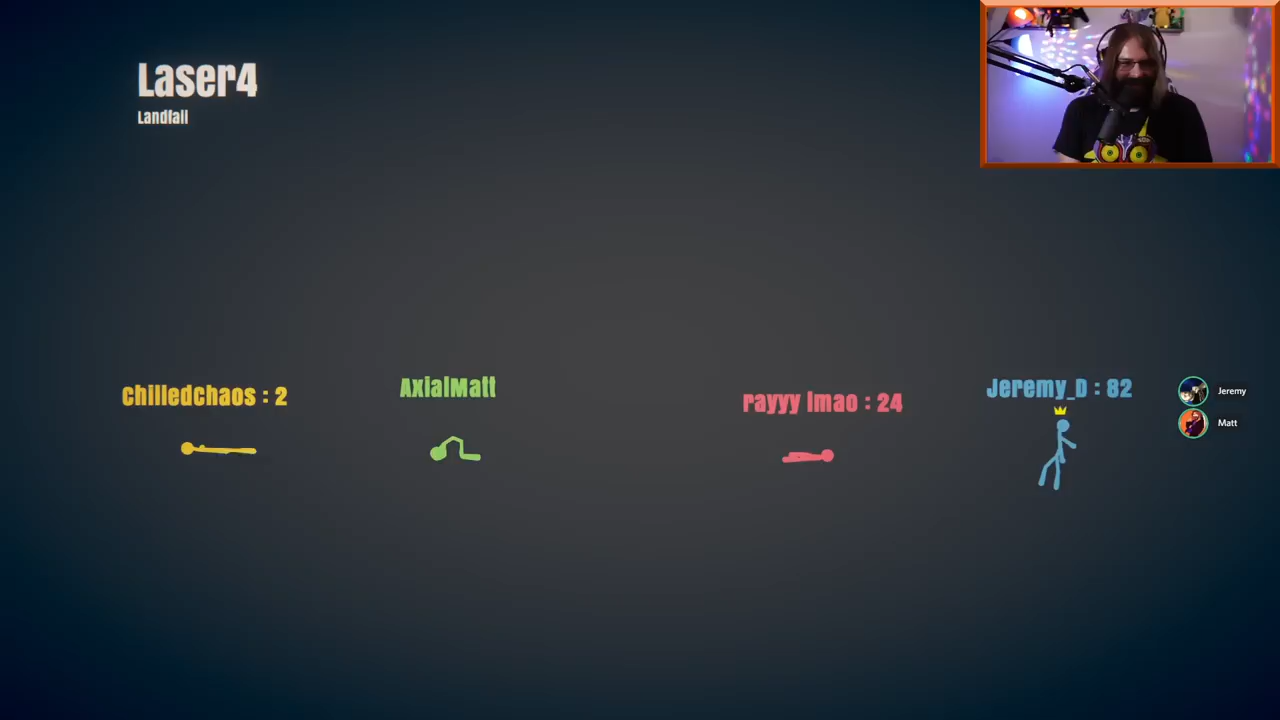 Laser4
Landfall
chilledchaos : 2
AxialMatt
rayyy lmao : 24
Jeremy_D : 82
Jeremy
Matt